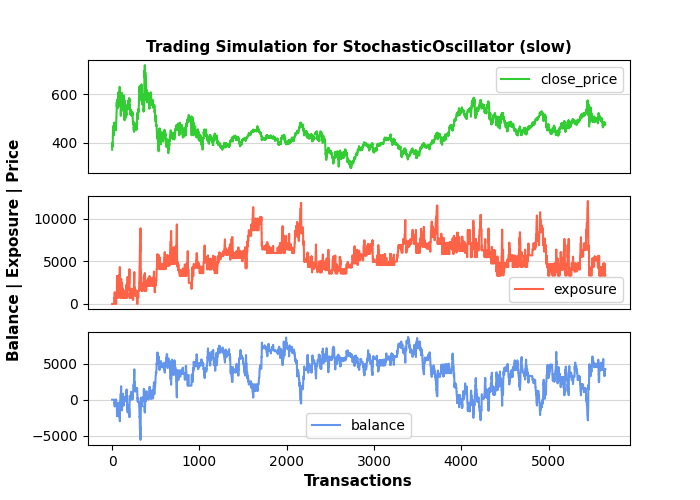 Trading Simulation for StochasticOscillator (slow)
Balance | Exposure | Price
600
400
close_price
10000
5000
0
exposure
5000
0
−5000
balance
0
1000
2000
3000
4000
5000
Transactions